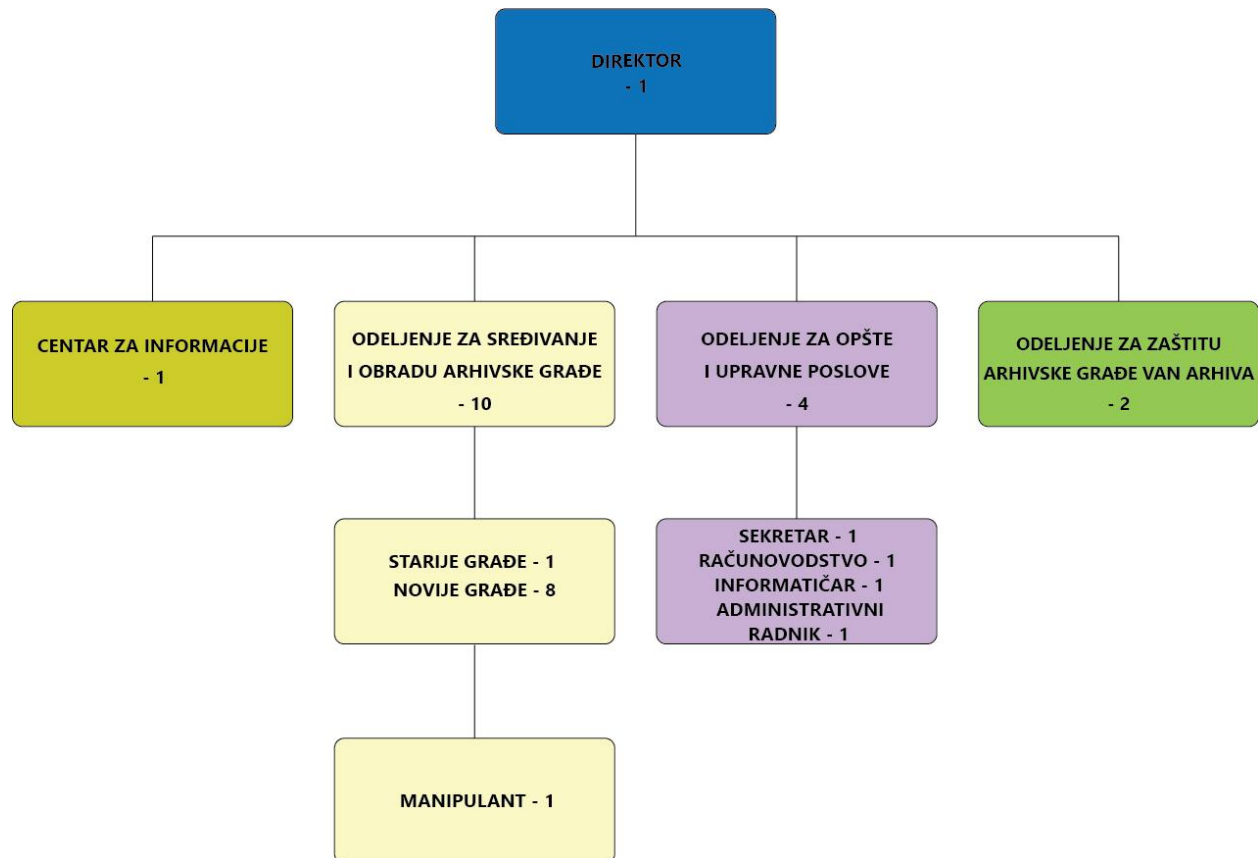 DIREKTOR
- 1
CENTAR ZA INFORMACIJE
- 1
ODELJENJE ZA SREĐIVANJE
I OBRADU ARHIVSKE GRAĐE
- 10
ODELJENJE ZA OPŠTE
I UPRAVNE POSLOVE
- 4
ODELJENJE ZA ZAŠTITU
ARHIVSKE GRAĐE VAN ARHIVA
- 2
STARIJE GRAĐE - 1
NOVIJE GRAĐE - 8
SEKRETAR - 1
RAČUNOVODSTVO - 1
INFORMATIČAR - 1
ADMINISTRATIVNI
RADNIK - 1
MANIPULANT - 1